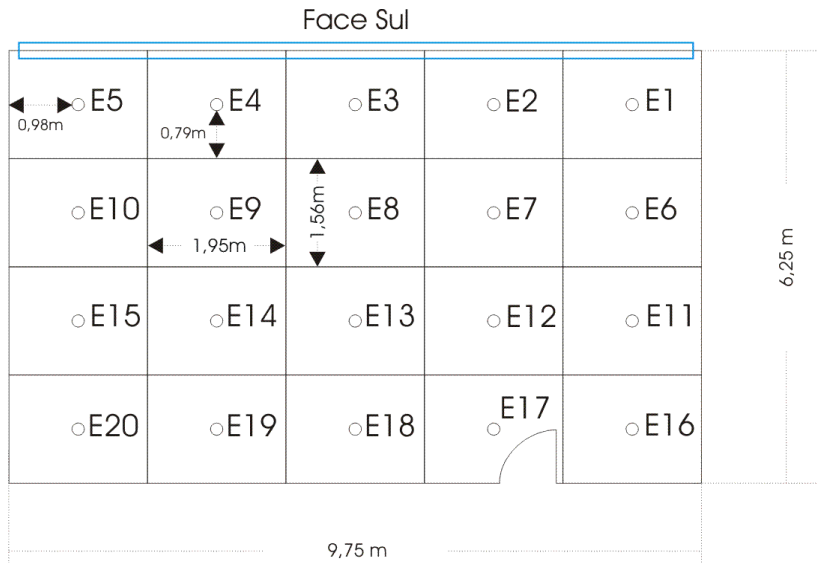 Face Sul
E5 E4 E3 E2 E1
0,98m
0,79m
E10 E9 E8 E7 E6
1,56m
1,95m
6,25 m
E15 E14 E13 E12 E11
E17
E20 E19 E18 E16
9,75 m